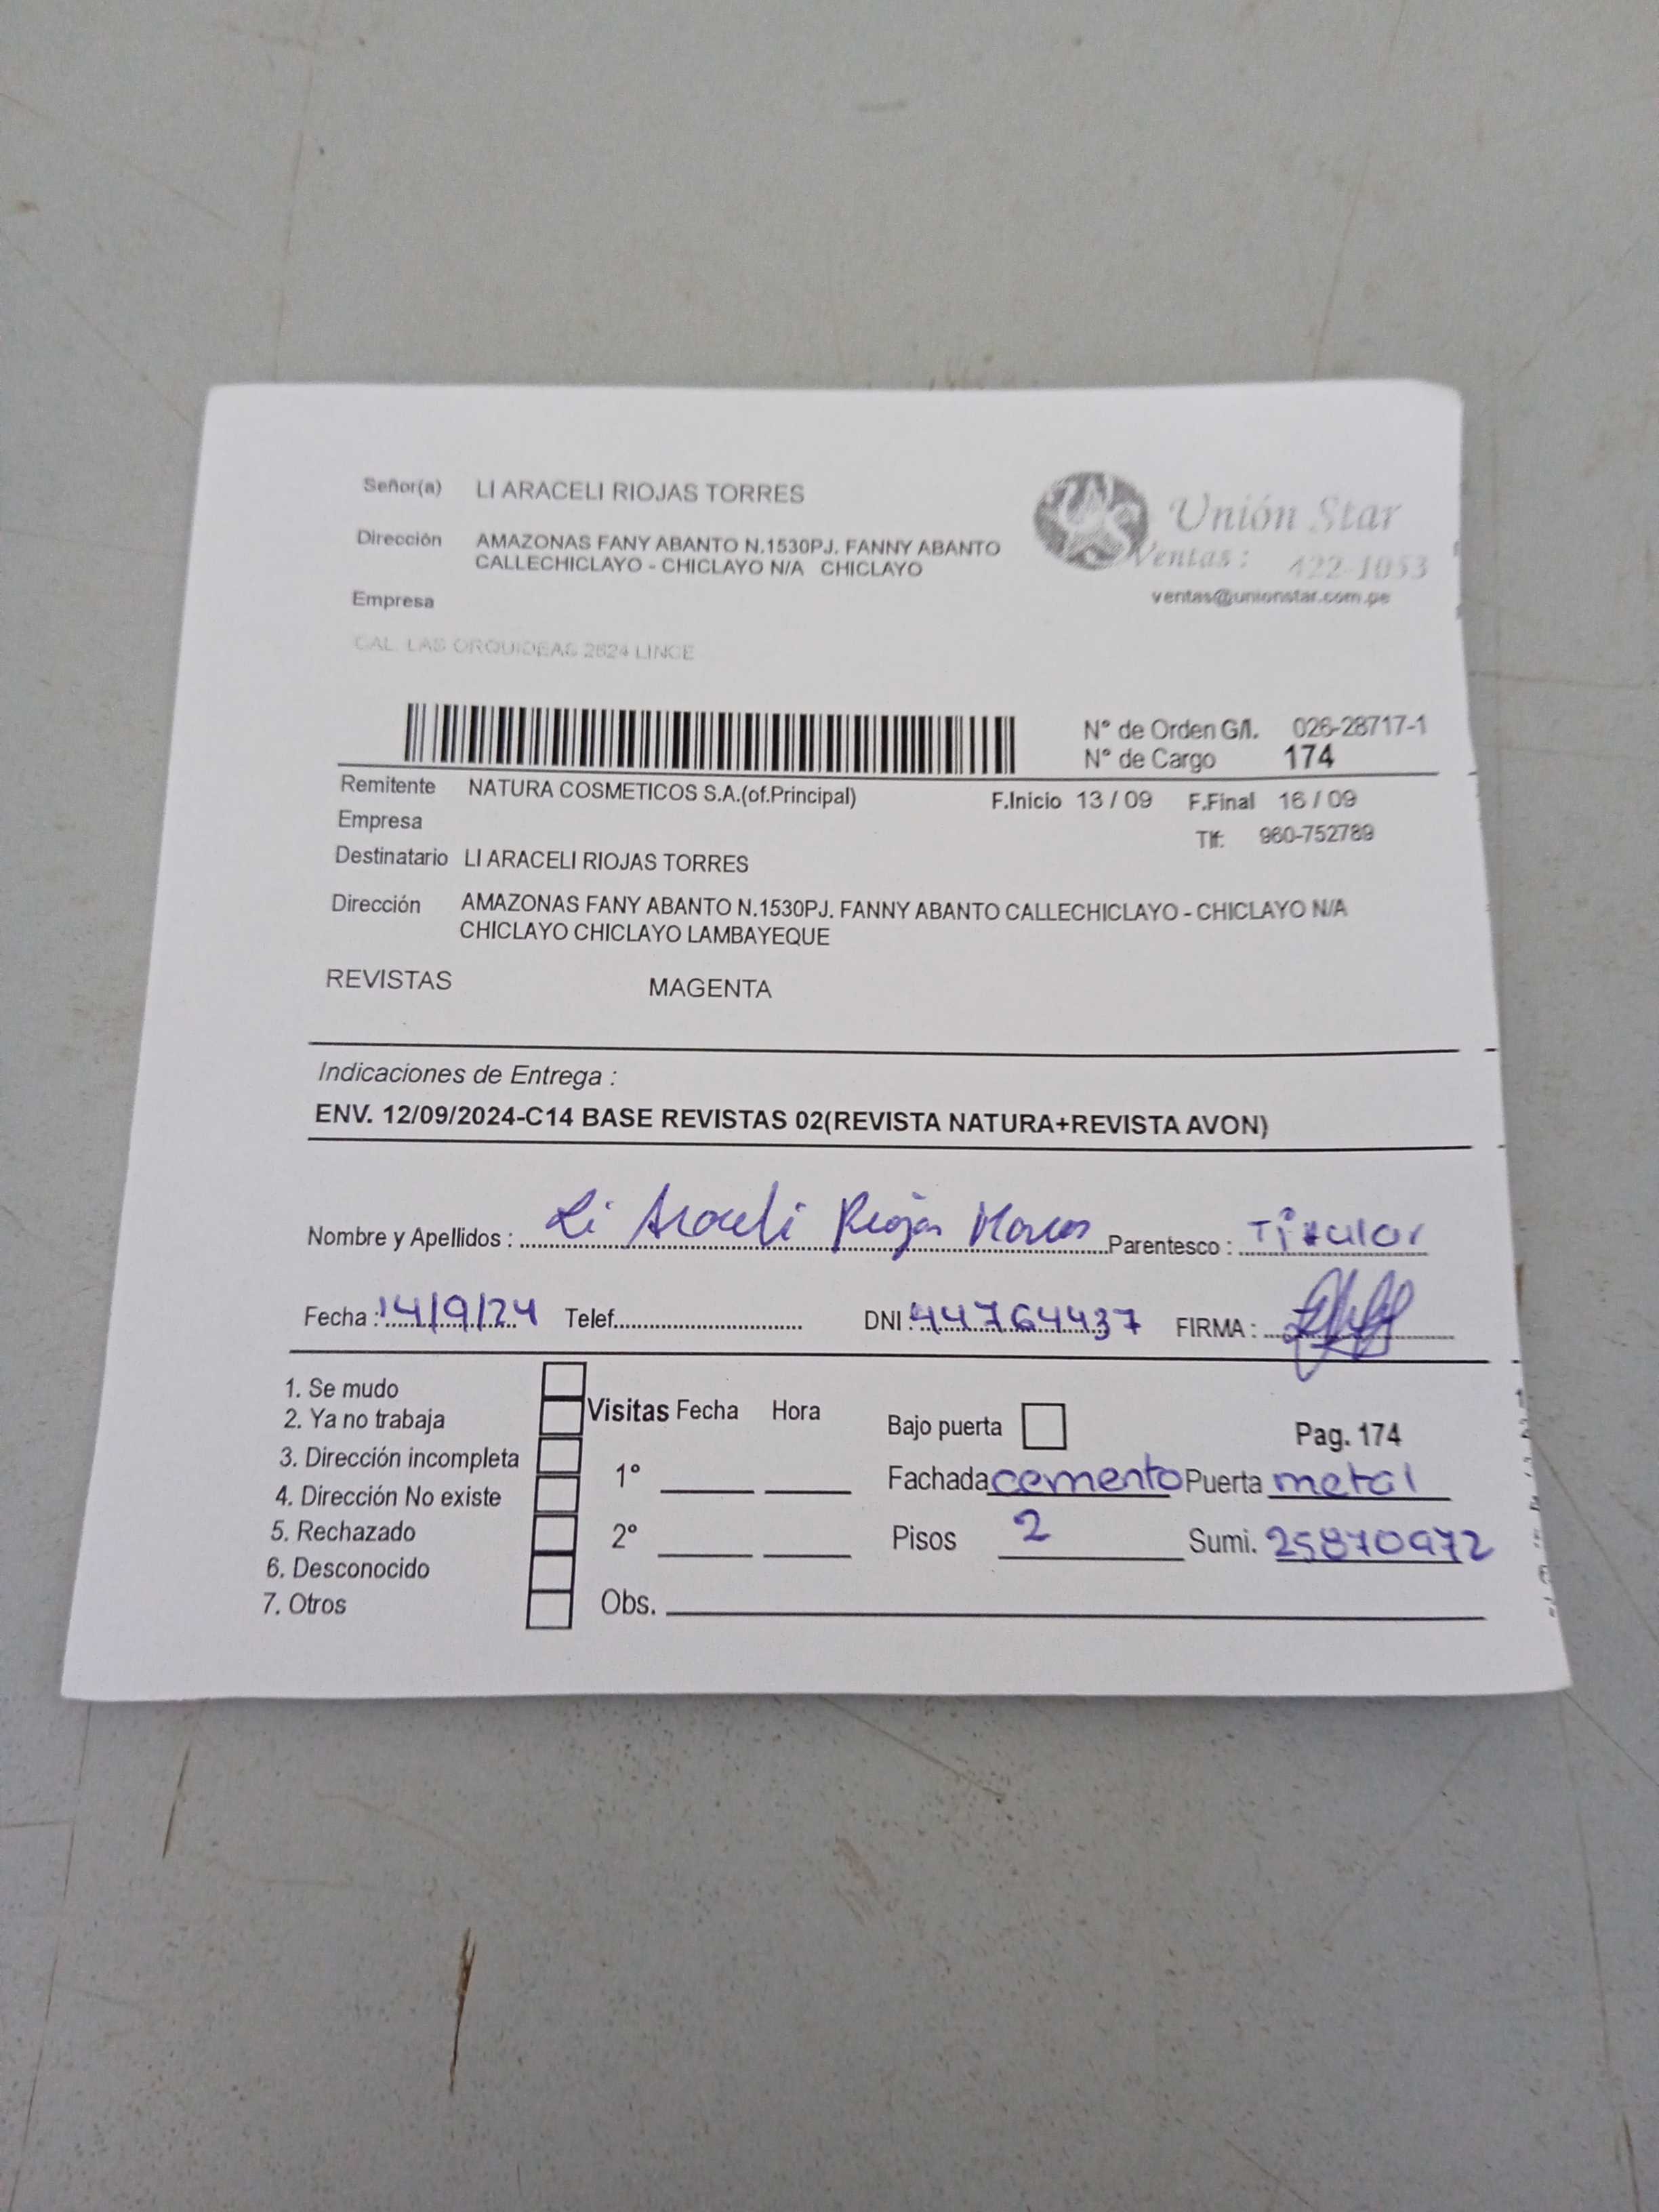 Señor(a) LI ARACELI RIOJAS TORRES
Dirección AMAZONAS FANY ABANTO N.1530PJ. FANNY ABANTO
CALLECHICLAYO - CHICLAYO N/A CHICLAYO
Empresa
CAL. LAS ORQUIDEAS 2624 LINCE
Unión Star
Ventas : 422-1053
ventas@unionstar.com.pe
N° de Orden G/I. 026-28717-1
N° de Cargo 174
Remitente NATURA COSMETICOS S.A.(of.Principal) F.Inicio 13 / 09 F.Final 16 / 09
Empresa Tlf: 960-752789
Destinatario LI ARACELI RIOJAS TORRES
Dirección AMAZONAS FANY ABANTO N.1530PJ. FANNY ABANTO CALLECHICLAYO - CHICLAYO N/A
CHICLAYO CHICLAYO LAMBAYEQUE
REVISTAS MAGENTA
Indicaciones de Entrega :
ENV. 12/09/2024-C14 BASE REVISTAS 02(REVISTA NATURA+REVISTA AVON)
Nombre y Apellidos : Li Araceli Riojas Parentesco : Titular
Fecha : 14/9/24 Telef. DNI : 44764437 FIRMA :
1. Se mudo
2. Ya no trabaja
3. Dirección incompleta
4. Dirección No existe
5. Rechazado
6. Desconocido
7. Otros
Visitas Fecha Hora
1°
2°
Obs.
Bajo puerta Pag. 174
Fachada cemento Puerta metal
Pisos 2 Sumi. 25870972